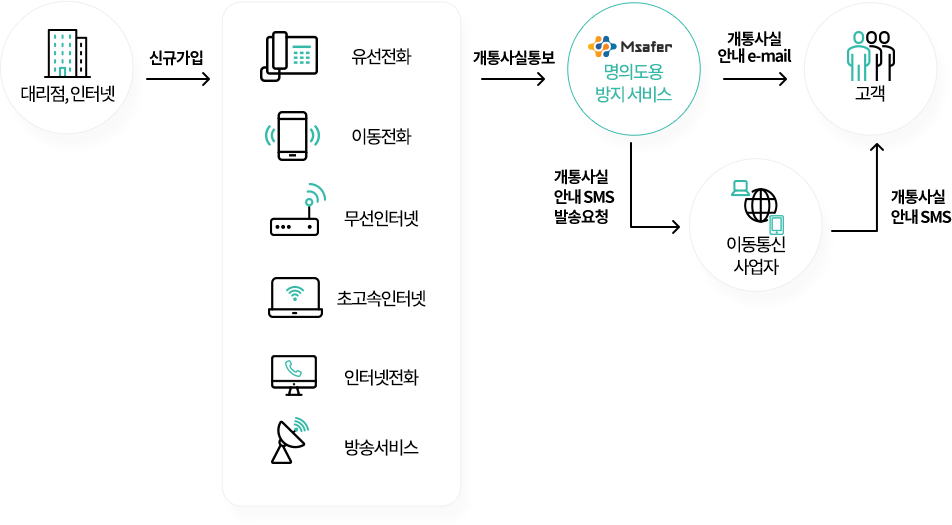 대리점, 인터넷
신규가입
유선전화
이동전화
무선인터넷
초고속인터넷
인터넷전화
방송서비스
개통사실통보
Msafer
명의도용
방지 서비스
개통사실
안내 e-mail
고객
개통사실
안내 SMS
발송요청
이동통신
사업자
개통사실
안내 SMS